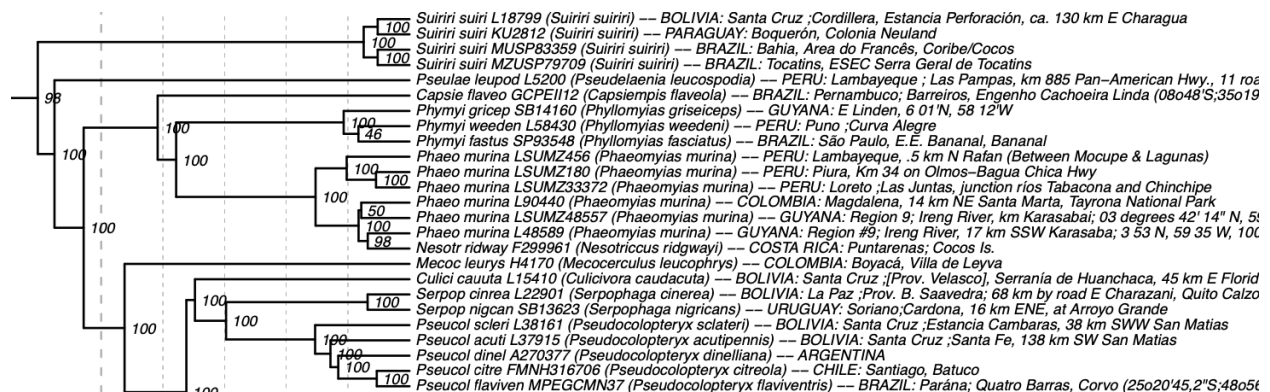 Suiriri suiri L18799 (Suiriri suiriri) −− BOLIVIA: Santa Cruz ;Cordillera, Estancia Perforación, ca. 130 km E Charagua
100
Suiriri suiri KU2812 (Suiriri suiriri) −− PARAGUAY: Boquerón, Colonia Neuland
100
Suiriri suiri MUSP83359 (Suiriri suiriri) −− BRAZIL: Bahia, Area do Francês, Coribe/Cocos
100
Suiriri suiri MZUSP79709 (Suiriri suiriri) −− BRAZIL: Tocatins, ESEC Serra Geral de Tocatins
Pseulae leupod L5200 (Pseudelaenia leucospodia) −− PERU: Lambayeque ; Las Pampas, km 885 Pan−American Hwy., 11 roa
98
Capsie flaveo GCPEII12 (Capsiempis flaveola) −− BRAZIL: Pernambuco; Barreiros, Engenho Cachoeira Linda (08o48'S;35o19
Phymyi gricep SB14160 (Phyllomyias griseiceps) −− GUYANA: E Linden, 6 01'N, 58 12'W
100
100
Phymyi weeden L58430 (Phyllomyias weedeni) −− PERU: Puno ;Curva Alegre
46
Phymyi fastus SP93548 (Phyllomyias fasciatus) −− BRAZIL: São Paulo, E.E. Bananal, Bananal
100
100
Phaeo murina LSUMZ456 (Phaeomyias murina) −− PERU: Lambayeque, .5 km N Rafan (Between Mocupe & Lagunas)
100
Phaeo murina LSUMZ180 (Phaeomyias murina) −− PERU: Piura, Km 34 on Olmos−Bagua Chica Hwy
100
Phaeo murina LSUMZ33372 (Phaeomyias murina) −− PERU: Loreto ;Las Juntas, junction ríos Tabacona and Chinchipe
100
Phaeo murina L90440 (Phaeomyias murina) −− COLOMBIA: Magdalena, 14 km NE Santa Marta, Tayrona National Park
50
Phaeo murina LSUMZ48557 (Phaeomyias murina) −− GUYANA: Region 9; Ireng River, km Karasabai; 03 degrees 42' 14" N, 59
100
100
Phaeo murina L48589 (Phaeomyias murina) −− GUYANA: Region #9; Ireng River, 17 km SSW Karasaba; 3 53 N, 59 35 W, 100
98
Nesotr ridway F299961 (Nesotriccus ridgwayi) −− COSTA RICA: Puntarenas; Cocos Is.
Mecoc leurys H4170 (Mecocerculus leucophrys) −− COLOMBIA: Boyacá, Villa de Leyva
Culici cauuta L15410 (Culicivora caudacuta) −− BOLIVIA: Santa Cruz ;[Prov. Velasco], Serranía de Huanchaca, 45 km E Florid
Serpop cinrea L22901 (Serpophaga cinerea) −− BOLIVIA: La Paz ;Prov. B. Saavedra; 68 km by road E Charazani, Quito Calzo
100
100
Serpop nigcan SB13623 (Serpophaga nigricans) −− URUGUAY: Soriano;Cardona, 16 km ENE, at Arroyo Grande
100
100
Pseucol scleri L38161 (Pseudocolopteryx sclateri) −− BOLIVIA: Santa Cruz ;Estancia Cambaras, 38 km SWW San Matias
Pseucol acuti L37915 (Pseudocolopteryx acutipennis) −− BOLIVIA: Santa Cruz ;Santa Fe, 138 km SW San Matias
100
Pseucol dinel A270377 (Pseudocolopteryx dinelliana) −− ARGENTINA
100
Pseucol citre FMNH316706 (Pseudocolopteryx citreola) −− CHILE: Santiago, Batuco
100
100
Pseucol flaviven MPEGCMN37 (Pseudocolopteryx flaviventris) −− BRAZIL: Parána; Quatro Barras, Corvo (25o20'45,2"S;48o56